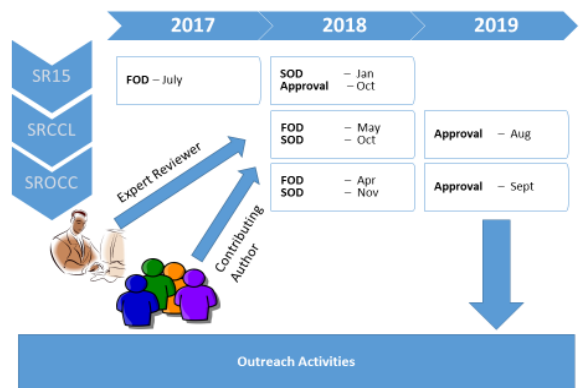 2017 2018 2019
SR15
FOD – July
SOD – Jan
Approval – Oct
SRCCL
FOD – May
SOD – Oct
Approval – Aug
SROCC
FOD – Apr
SOD – Nov
Approval – Sept
Expert Reviewer
Contributing
Author
Outreach Activities